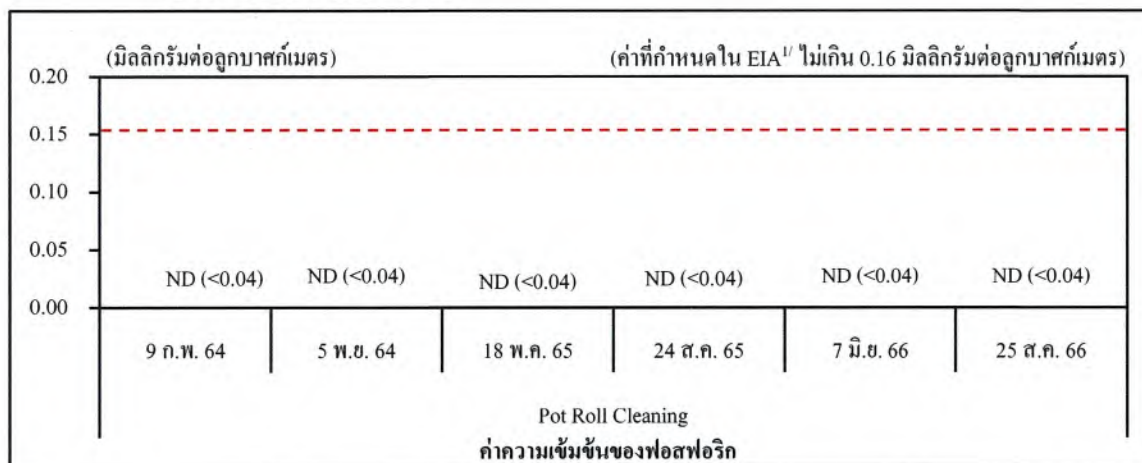 (มิลลิกรัมต่อลูกบาศก์เมตร) (ค่าที่กำหนดใน EIA1/ ไม่เกิน 0.16 มิลลิกรัมต่อลูกบาศก์เมตร)
0.20
0.15
0.10
0.05
ND (<0.04) ND (<0.04) ND (<0.04) ND (<0.04) ND (<0.04) ND (<0.04)
0.00
9 ก.พ. 64 5 พ.ย. 64 18 พ.ค. 65 24 ส.ค. 65 7 มิ.ย. 66 25 ส.ค. 66
Pot Roll Cleaning
ค่าความเข้มข้นของฟอสฟอริก